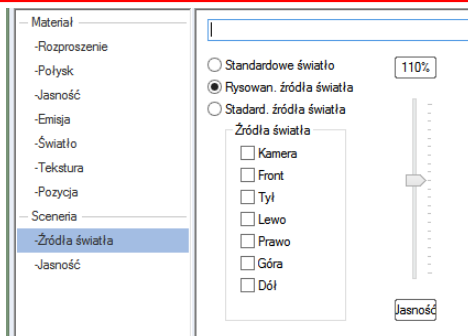 Materiał
-Rozproszenie
-Połysk
-Jasność
-Emisja
-Światło
-Tekstura
-Pozycja
Sceneria
-Źródła światła
-Jasność
Standardowe światło
110%
Rysowan. źródła światła
Stadard. źródła światła
Źródła światła
Kamera
Front
Tył
Lewo
Prawo
Góra
Dół
Jasność